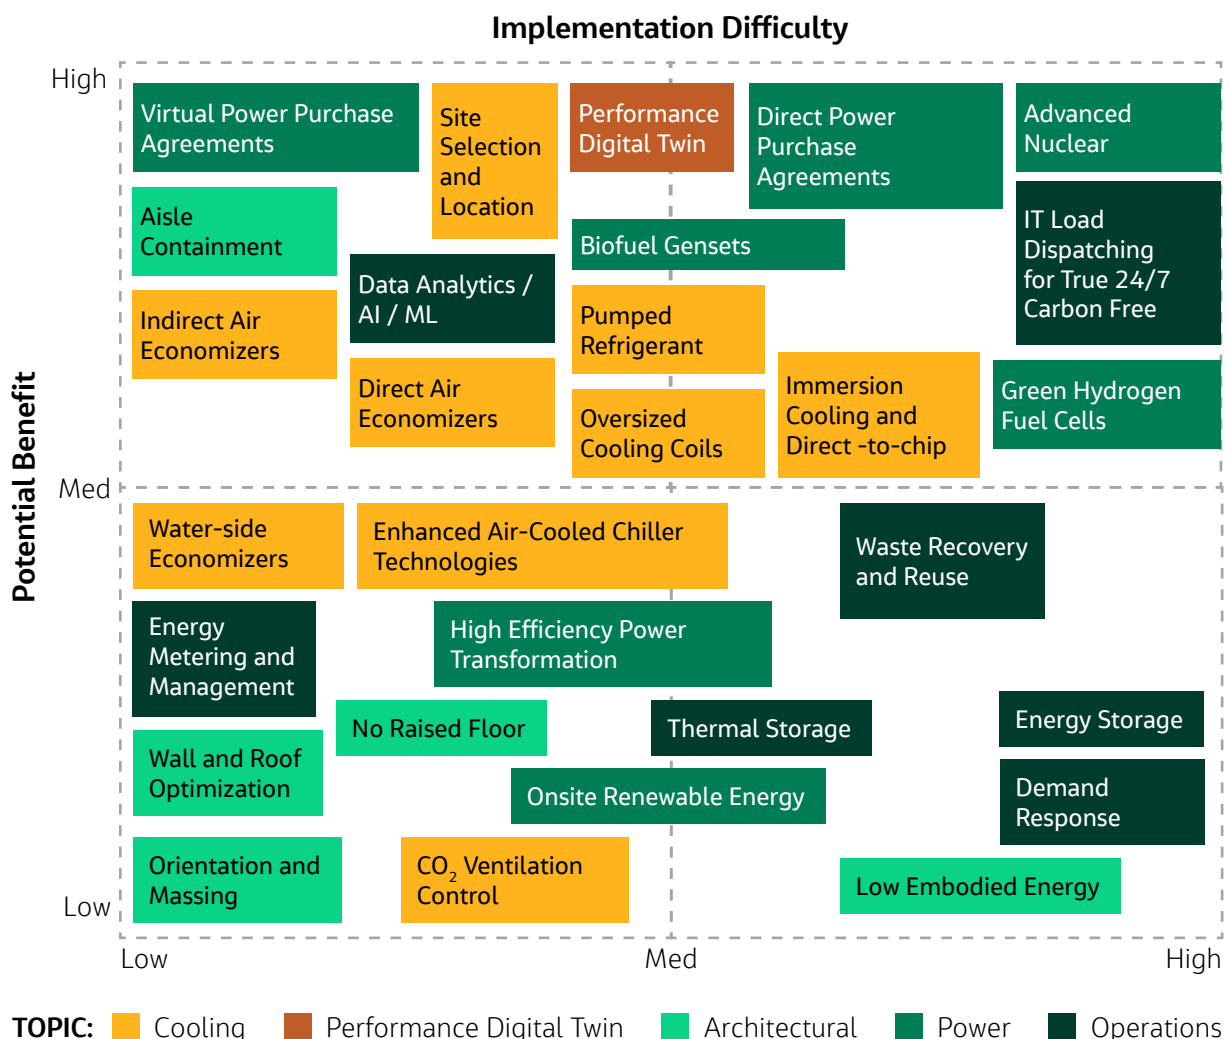 Implementation Difficulty
High
Virtual Power Purchase
Agreements
Site
Selection
and
Location
Performance
Digital Twin
Direct Power
Purchase
Agreements
Advanced
Nuclear
Aisle
Containment
IT Load
Dispatching
for True 24/7
Carbon Free
Biofuel Gensets
Data Analytics /
AI / ML
Indirect Air
Economizers
Pumped
Refrigerant
Direct Air
Economizers
Immersion
Cooling and
Direct -to-chip
Green Hydrogen
Fuel Cells
Oversized
Cooling Coils
Potential Benefit
Med
Water-side
Economizers
Enhanced Air-Cooled Chiller
Technologies
Waste Recovery
and Reuse
Energy
Metering and
Management
High Efficiency Power
Transformation
No Raised Floor
Thermal Storage
Energy Storage
Wall and Roof
Optimization
Onsite Renewable Energy
Demand
Response
Orientation and
Massing
CO₂ Ventilation
Control
Low Embodied Energy
Low
Low Med High
TOPIC: Cooling Performance Digital Twin Architectural Power Operations